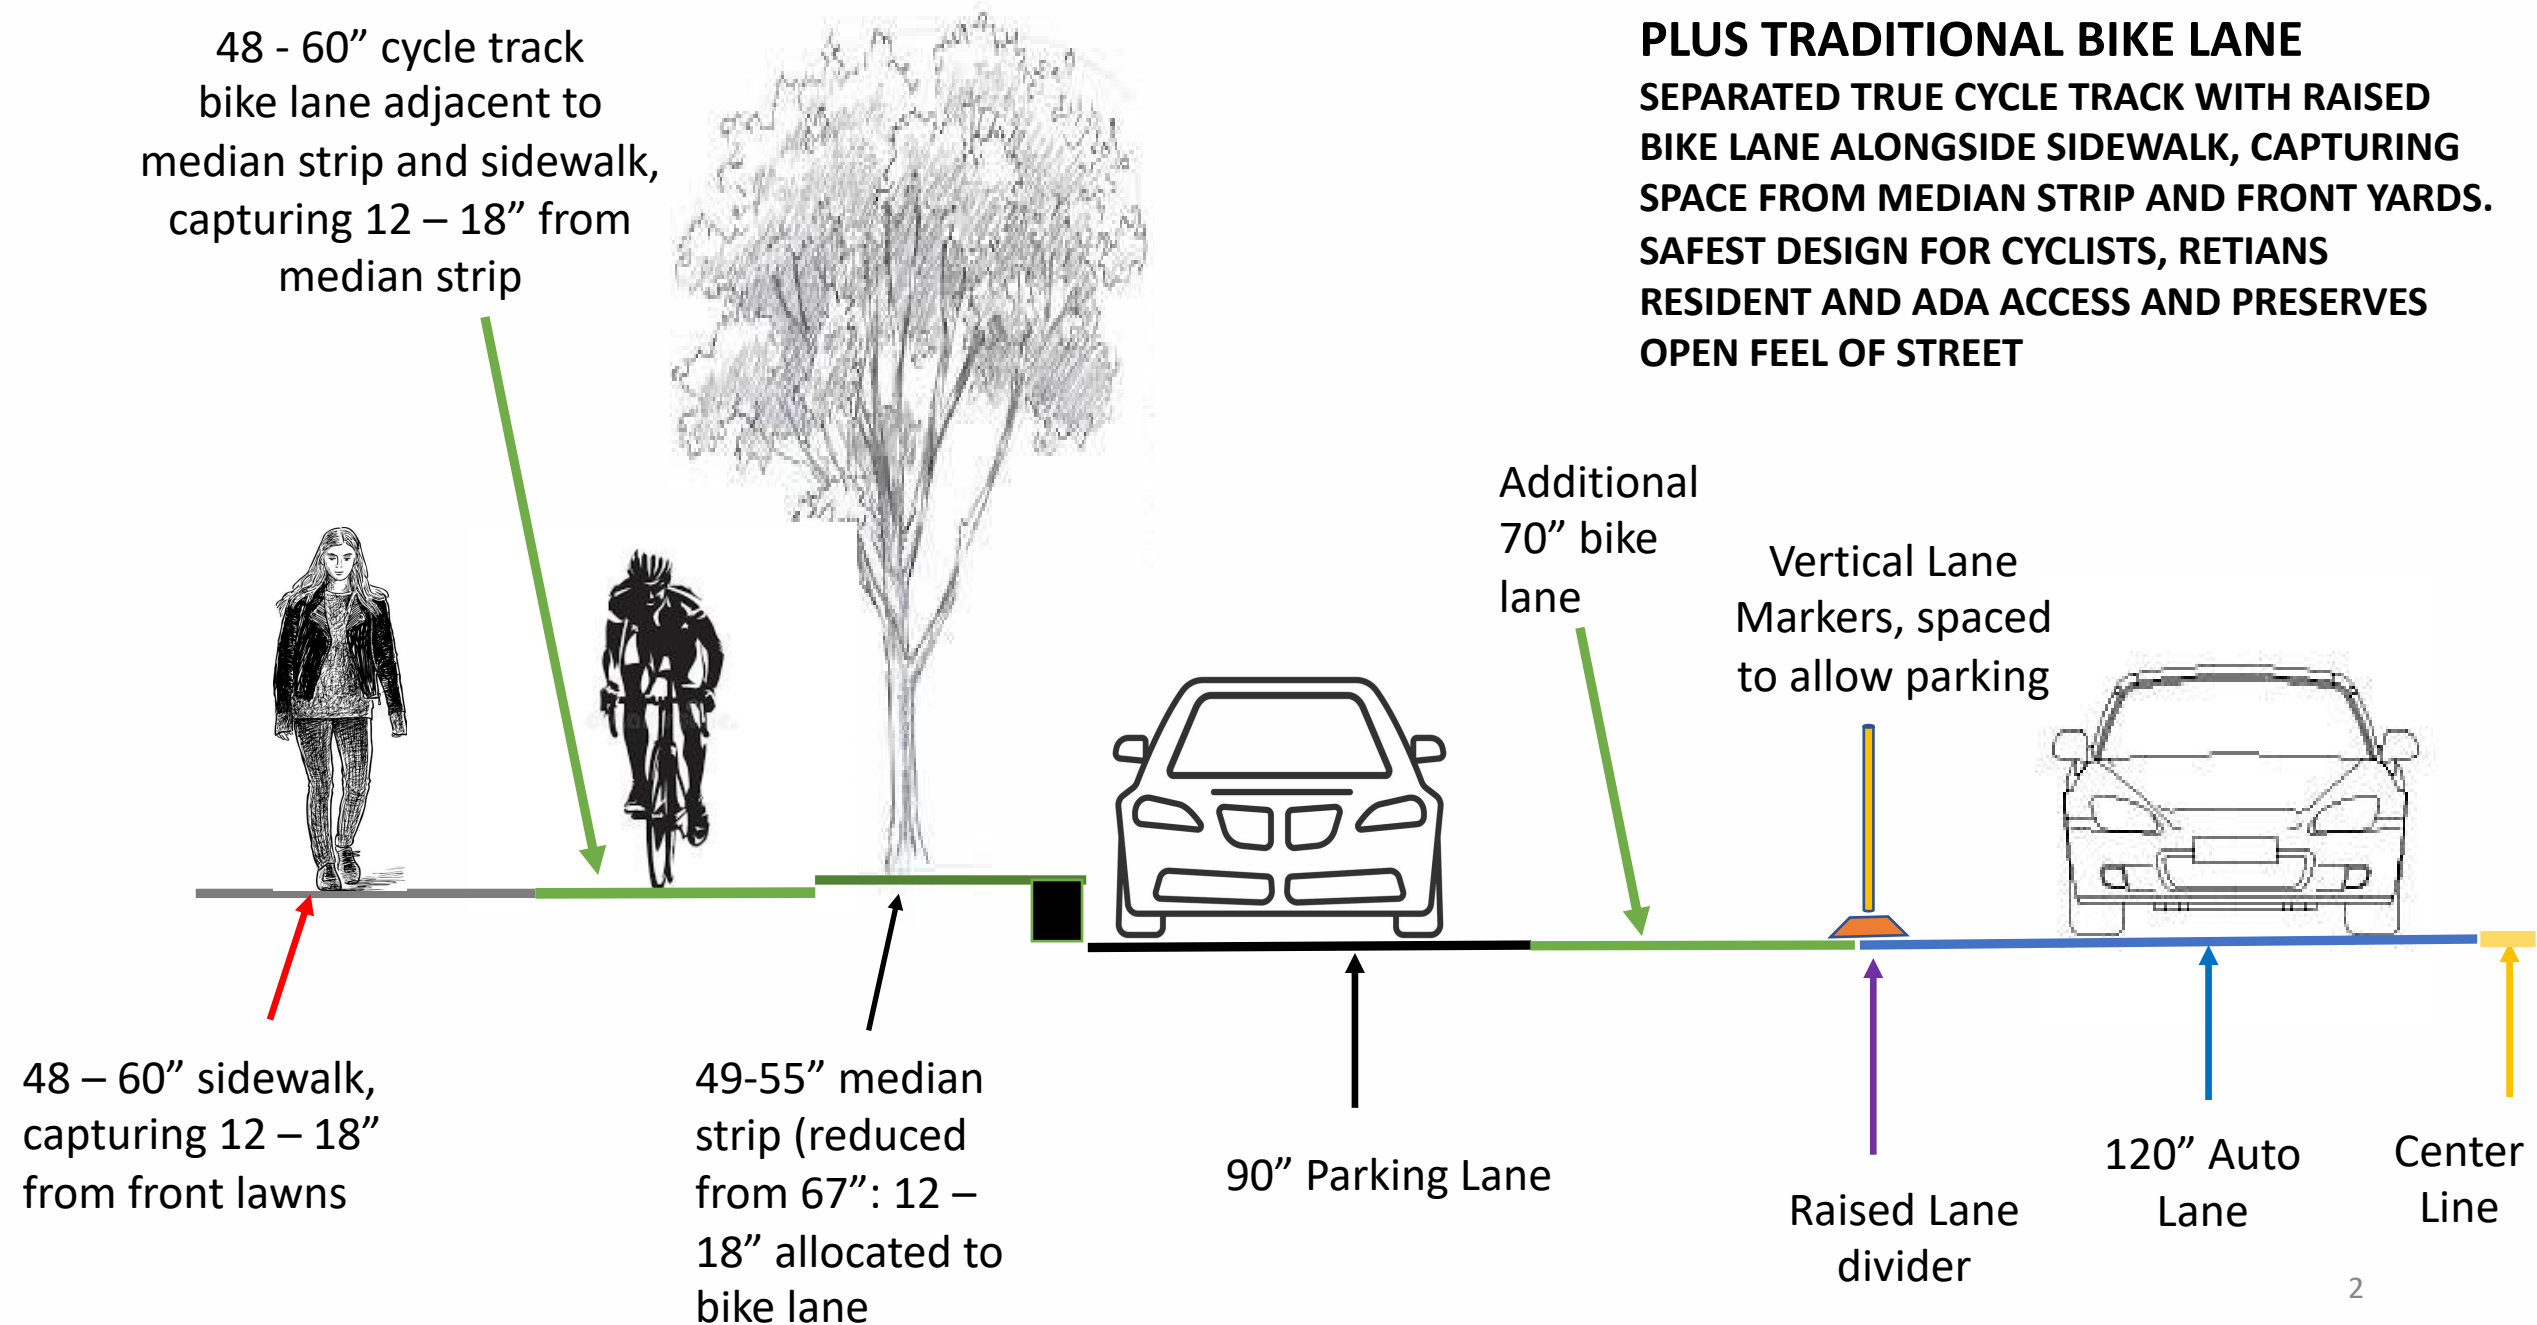 48 - 60” cycle track
bike lane adjacent to
median strip and sidewalk,
capturing 12 – 18” from
median strip
PLUS TRADITIONAL BIKE LANE
SEPARATED TRUE CYCLE TRACK WITH RAISED
BIKE LANE ALONGSIDE SIDEWALK, CAPTURING
SPACE FROM MEDIAN STRIP AND FRONT YARDS.
SAFEST DESIGN FOR CYCLISTS, RETIANS
RESIDENT AND ADA ACCESS AND PRESERVES
OPEN FEEL OF STREET
Additional
70” bike
lane
Vertical Lane
Markers, spaced
to allow parking
48 – 60” sidewalk,
capturing 12 – 18”
from front lawns
49-55” median
strip (reduced
from 67”: 12 –
18” allocated to
bike lane
90” Parking Lane
Raised Lane
divider
120” Auto
Lane
Center
Line
2